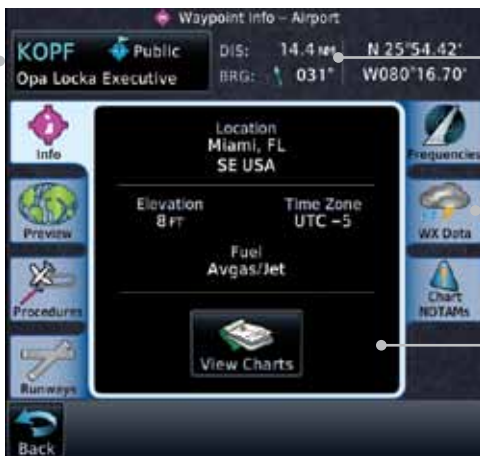 Waypoint Info – Airport
KOPF Public
Opa Locka Executive
DIS: 14.4 NM
BRG: 031°
N 25°54.42'
W080°16.70'
Info
Preview
Procedures
Runways
Location
Miami, FL
SE USA
Elevation
8 FT
Time Zone
UTC –5
Fuel
Avgas/Jet
View Charts
Frequencies
WX Data
Chart
NOTAMs
Back